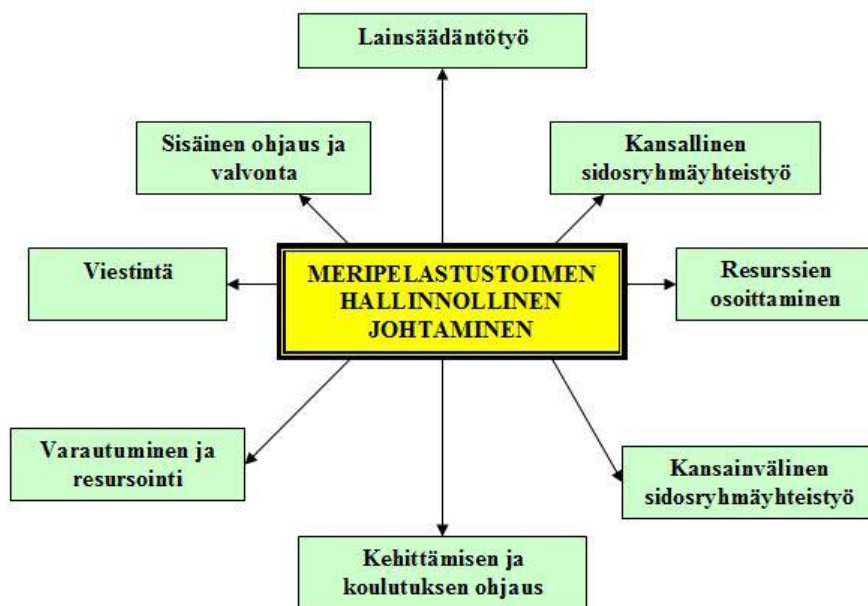 Lainsäädäntötyö
Sisäinen ohjaus ja
valvonta
Kansallinen
sidosryhmäyhteistyö
Viestintä
MERIPELASTUSTOIMEN
HALLINNOLLINEN
JOHTAMINEN
Resurssien
osoittaminen
Varautuminen ja
resursointi
Kansainvälinen
sidosryhmäyhteistyö
Kehittämisen ja
koulutuksen ohjaus